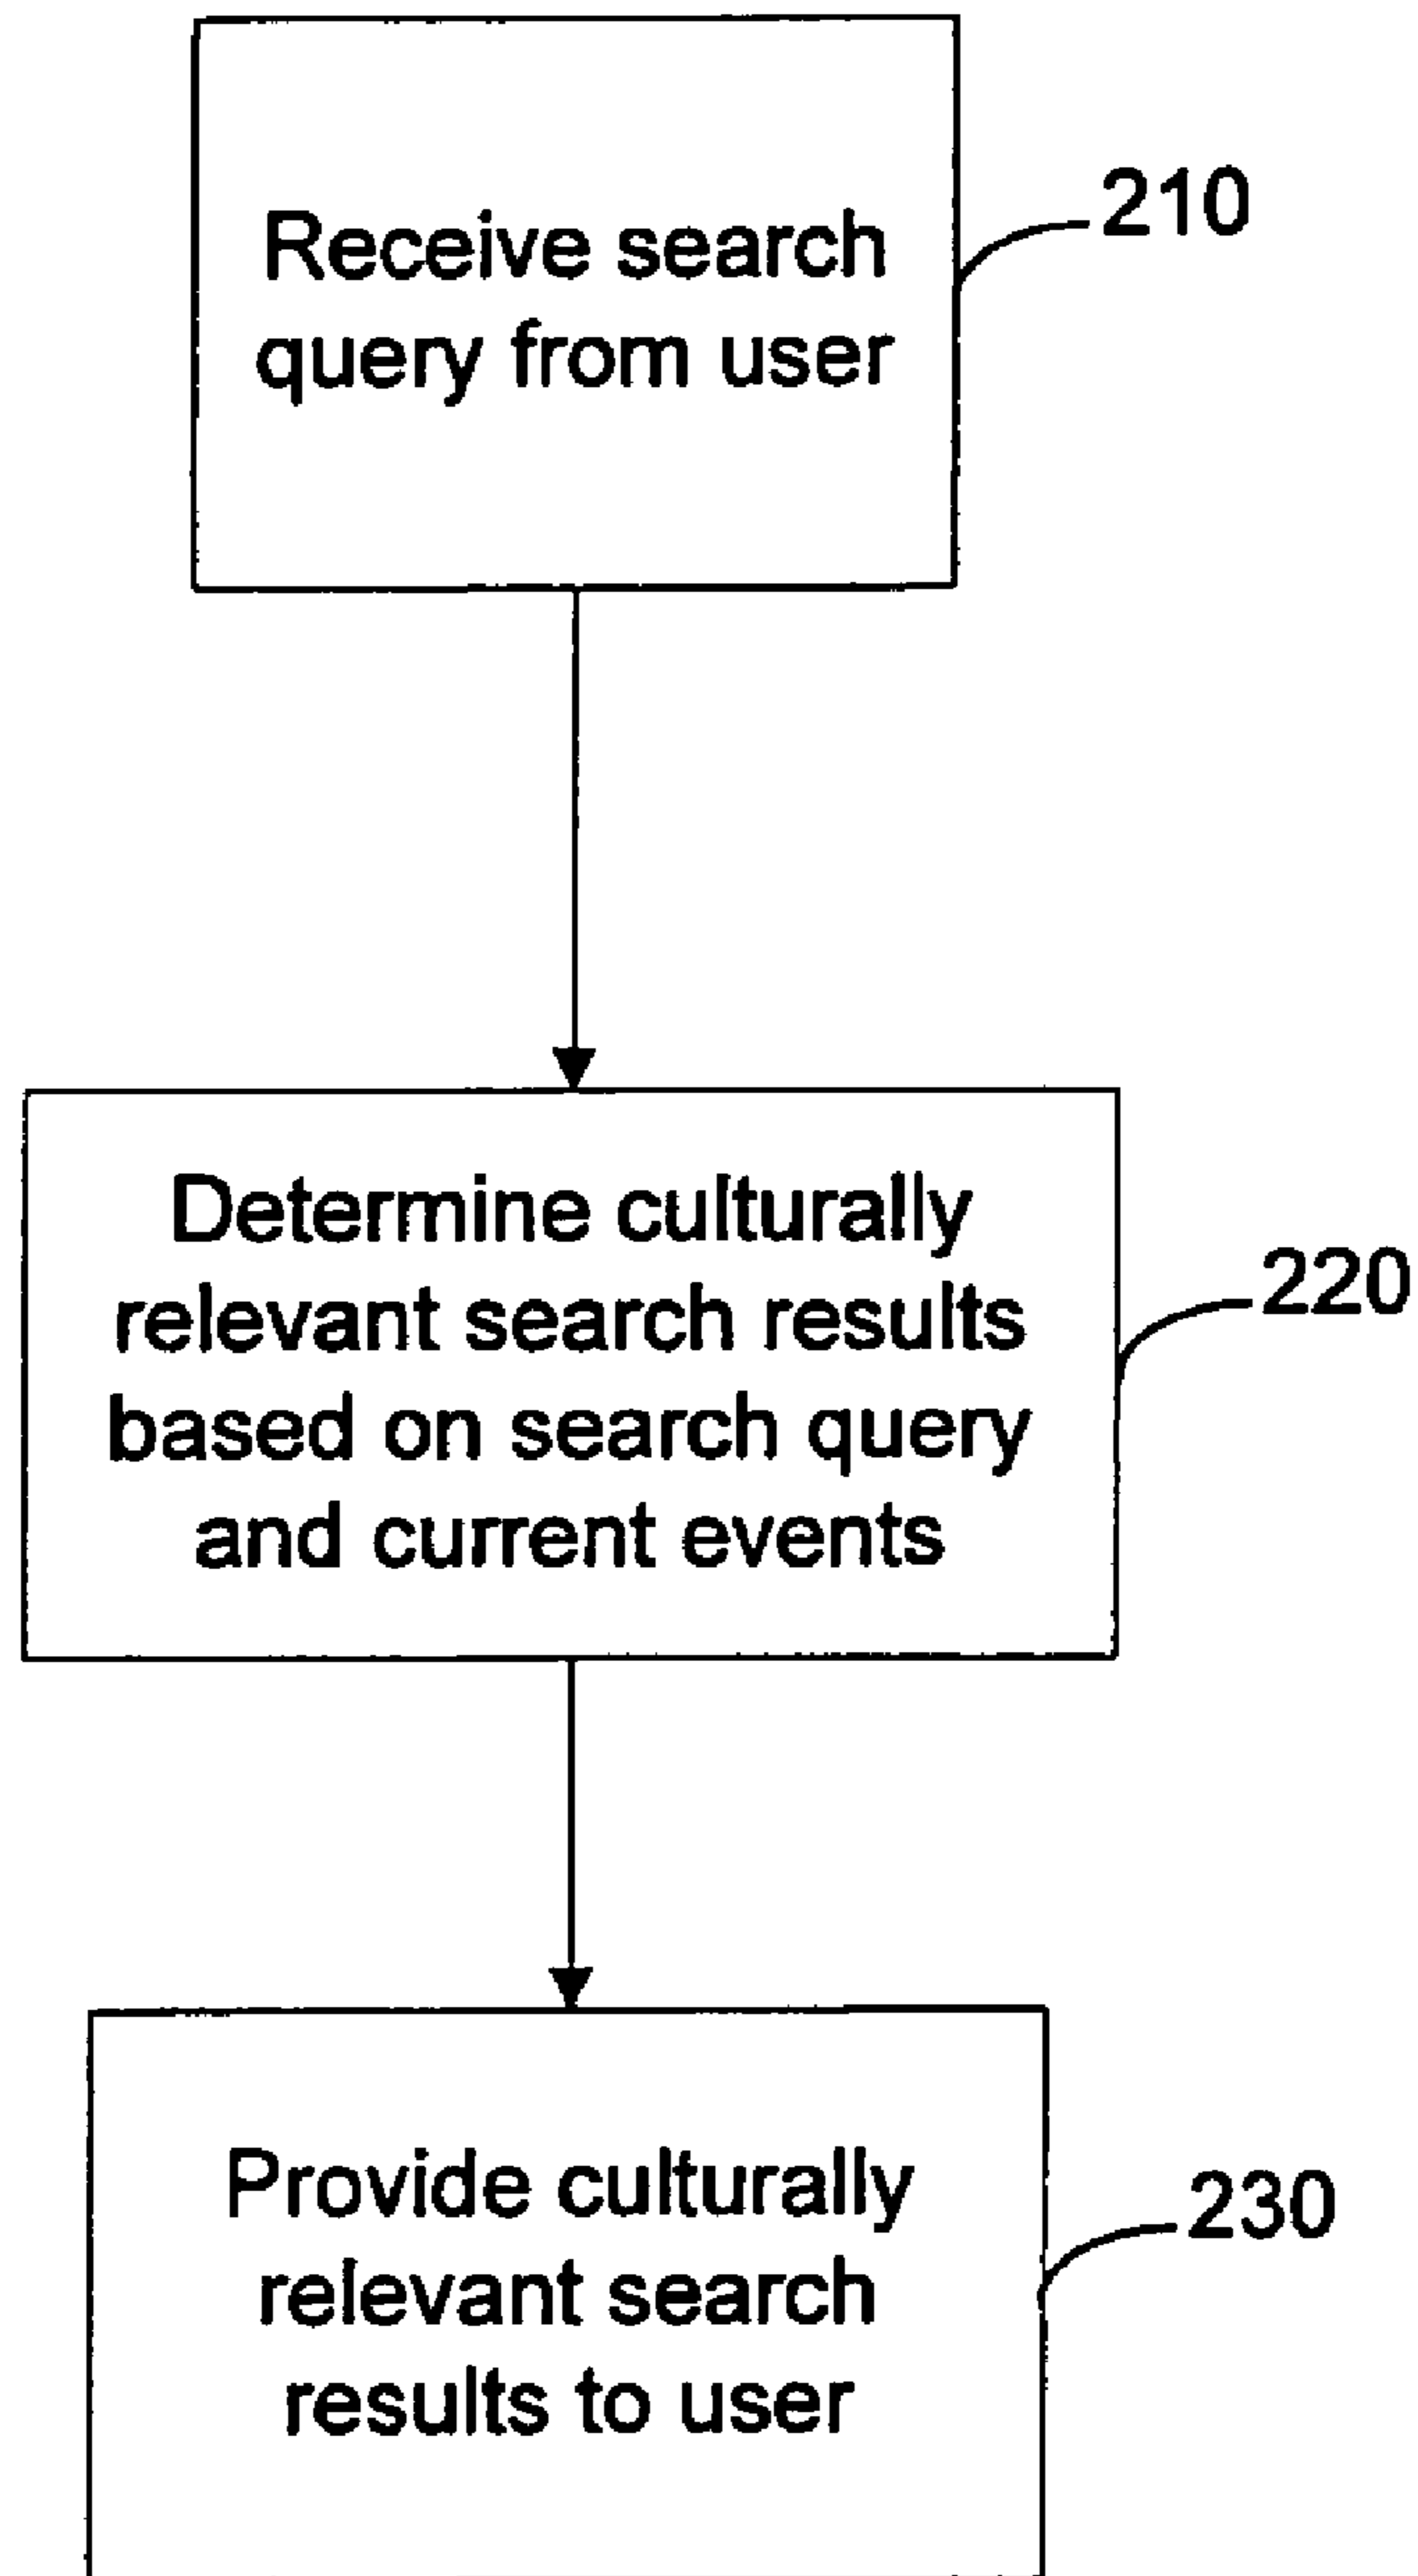 Receive search
query from user
210
Determine culturally
relevant search results
based on search query
and current events
220
Provide culturally
relevant search
results to user
230